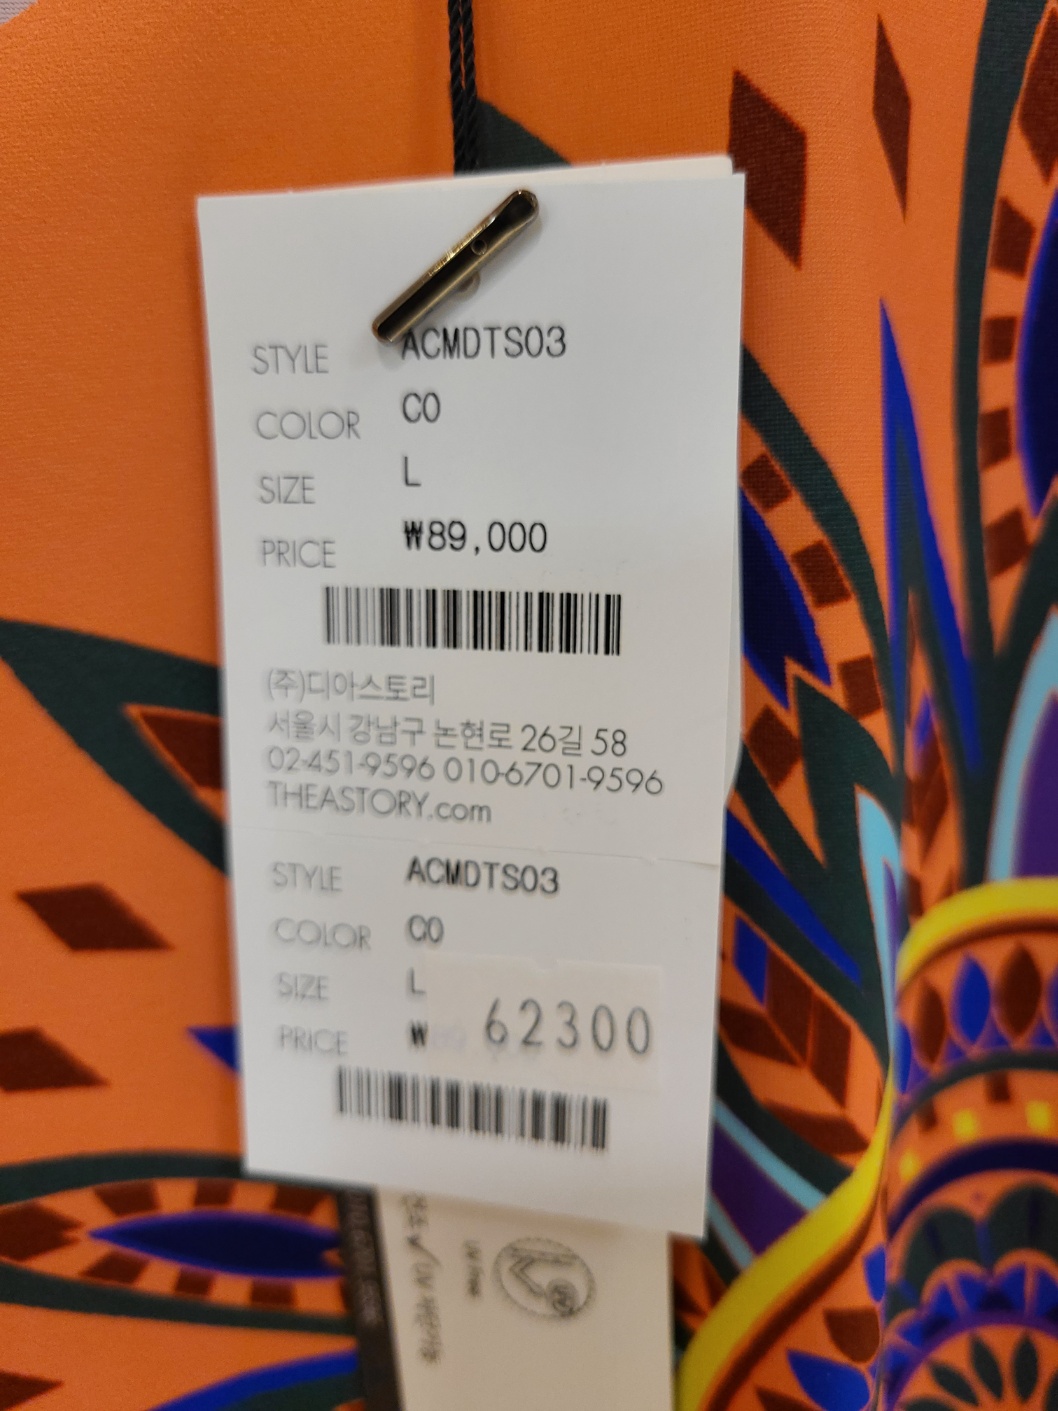 STYLE ACMDTS03
COLOR C0
SIZE L
PRICE ₩89,000
(주)디아스토리
서울시 강남구 논현로 26길 58
02-451-9596 010-6701-9596
THEASTORY.com
STYLE ACMDTS03
COLOR C0
SIZE L
PRICE ₩ 62300
UV Free